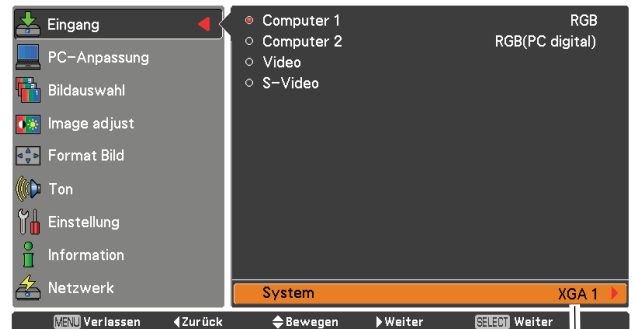 Eingang
PC-Anpassung
Bildauswahl
Image adjust
Format Bild
Ton
Einstellung
Information
Netzwerk
Computer 1 RGB
Computer 2 RGB(PC digital)
Video
S-Video
System XGA 1
MENU Verlassen Zurück Bewegen Weiter SELECT Weiter